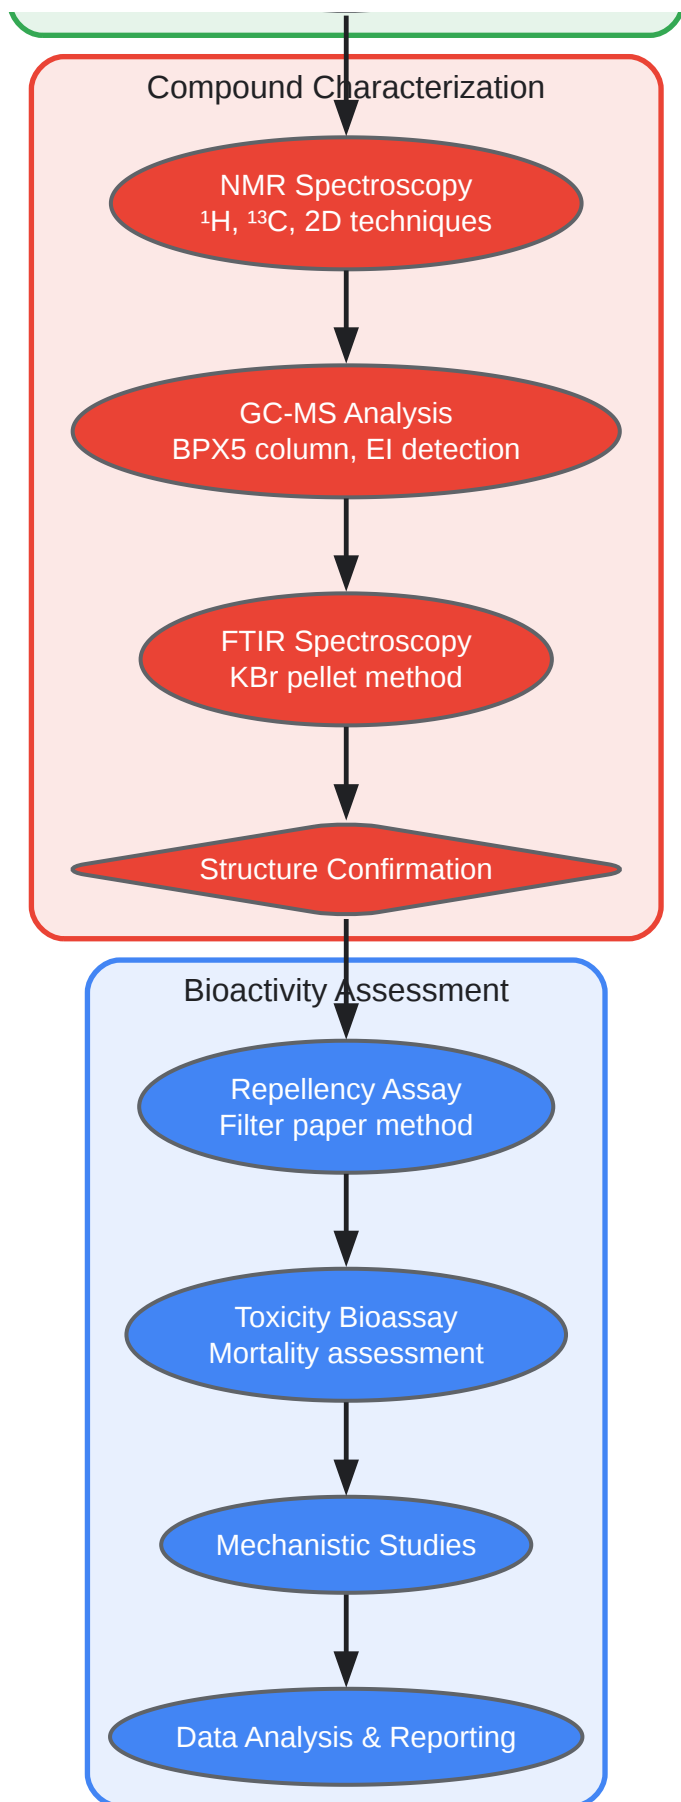 Compound Characterization
NMR Spectroscopy
¹H, ¹³C, 2D techniques
GC-MS Analysis
BPX5 column, EI detection
FTIR Spectroscopy
KBr pellet method
Structure Confirmation
Bioactivity Assessment
Repellency Assay
Filter paper method
Toxicity Bioassay
Mortality assessment
Mechanistic Studies
Data Analysis & Reporting